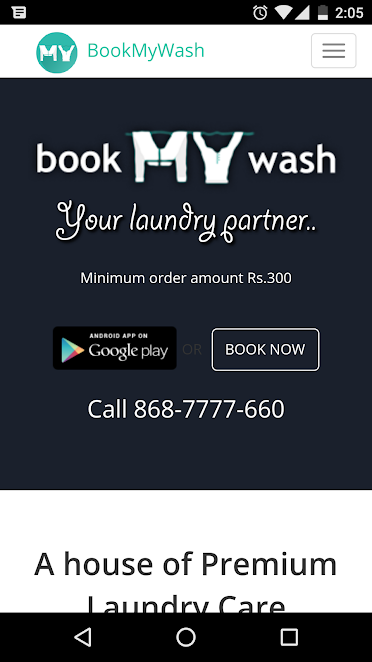 2:05
MY BookMyWash
book MY wash
Your laundry partner..
Minimum order amount Rs.300
ANDROID APP ON
Google play OR BOOK NOW
Call 868-7777-660
A house of Premium
Laundry Care